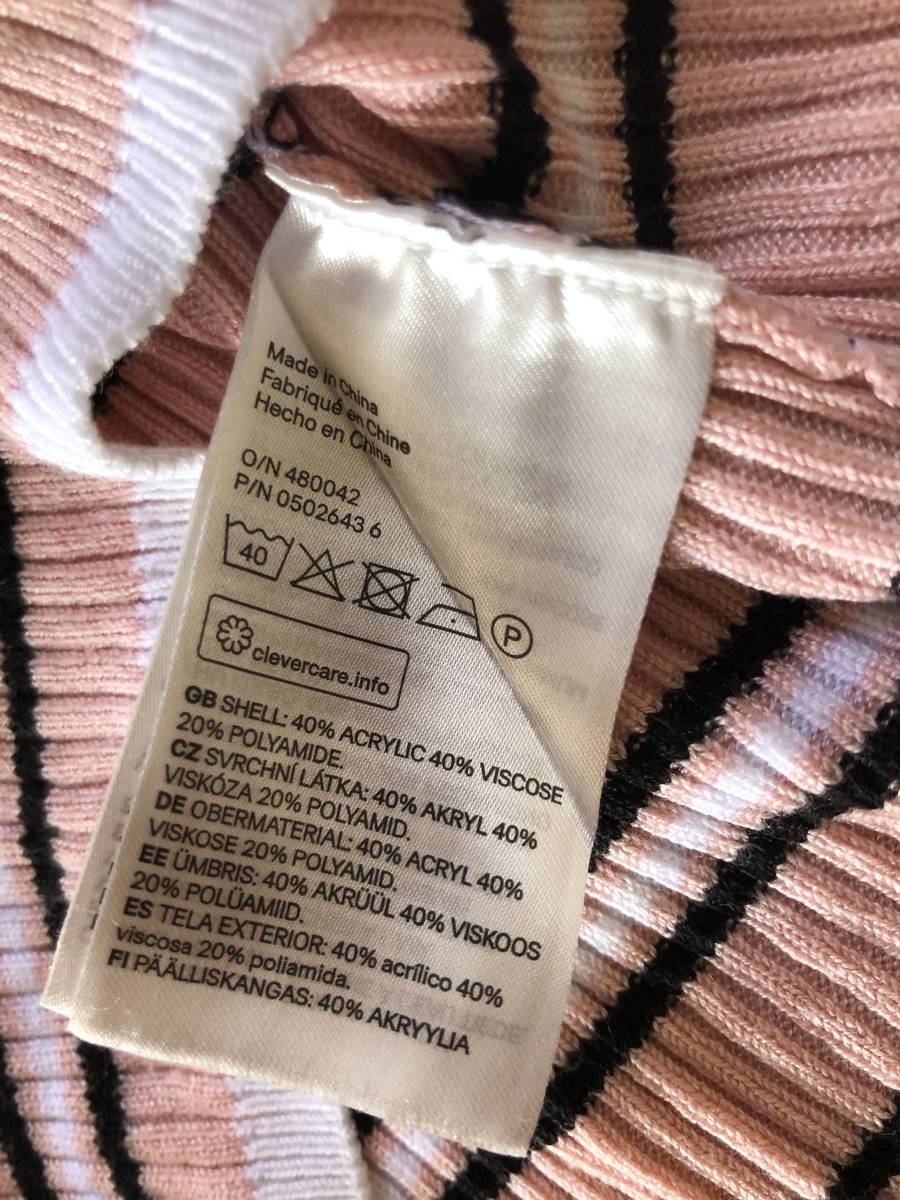 Made in China
Fabriqué en Chine
Hecho en China
O/N 480042
P/N 0502643 6
40
P
clevercare.info
GB SHELL: 40% ACRYLIC 40% VISCOSE
20% POLYAMIDE.
CZ SVRCHNÍ LÁTKA: 40% AKRYL 40%
VISKÓZA 20% POLYAMID.
DE OBERMATERIAL: 40% ACRYL 40%
VISKOSE 20% POLYAMID.
EE ÜMBRIS: 40% AKRÜÜL 40% VISKOOS
20% POLÜAMIID.
ES TELA EXTERIOR: 40% acrílico 40%
viscosa 20% poliamida.
FI PÄÄLLISKANGAS: 40% AKRYYLIA